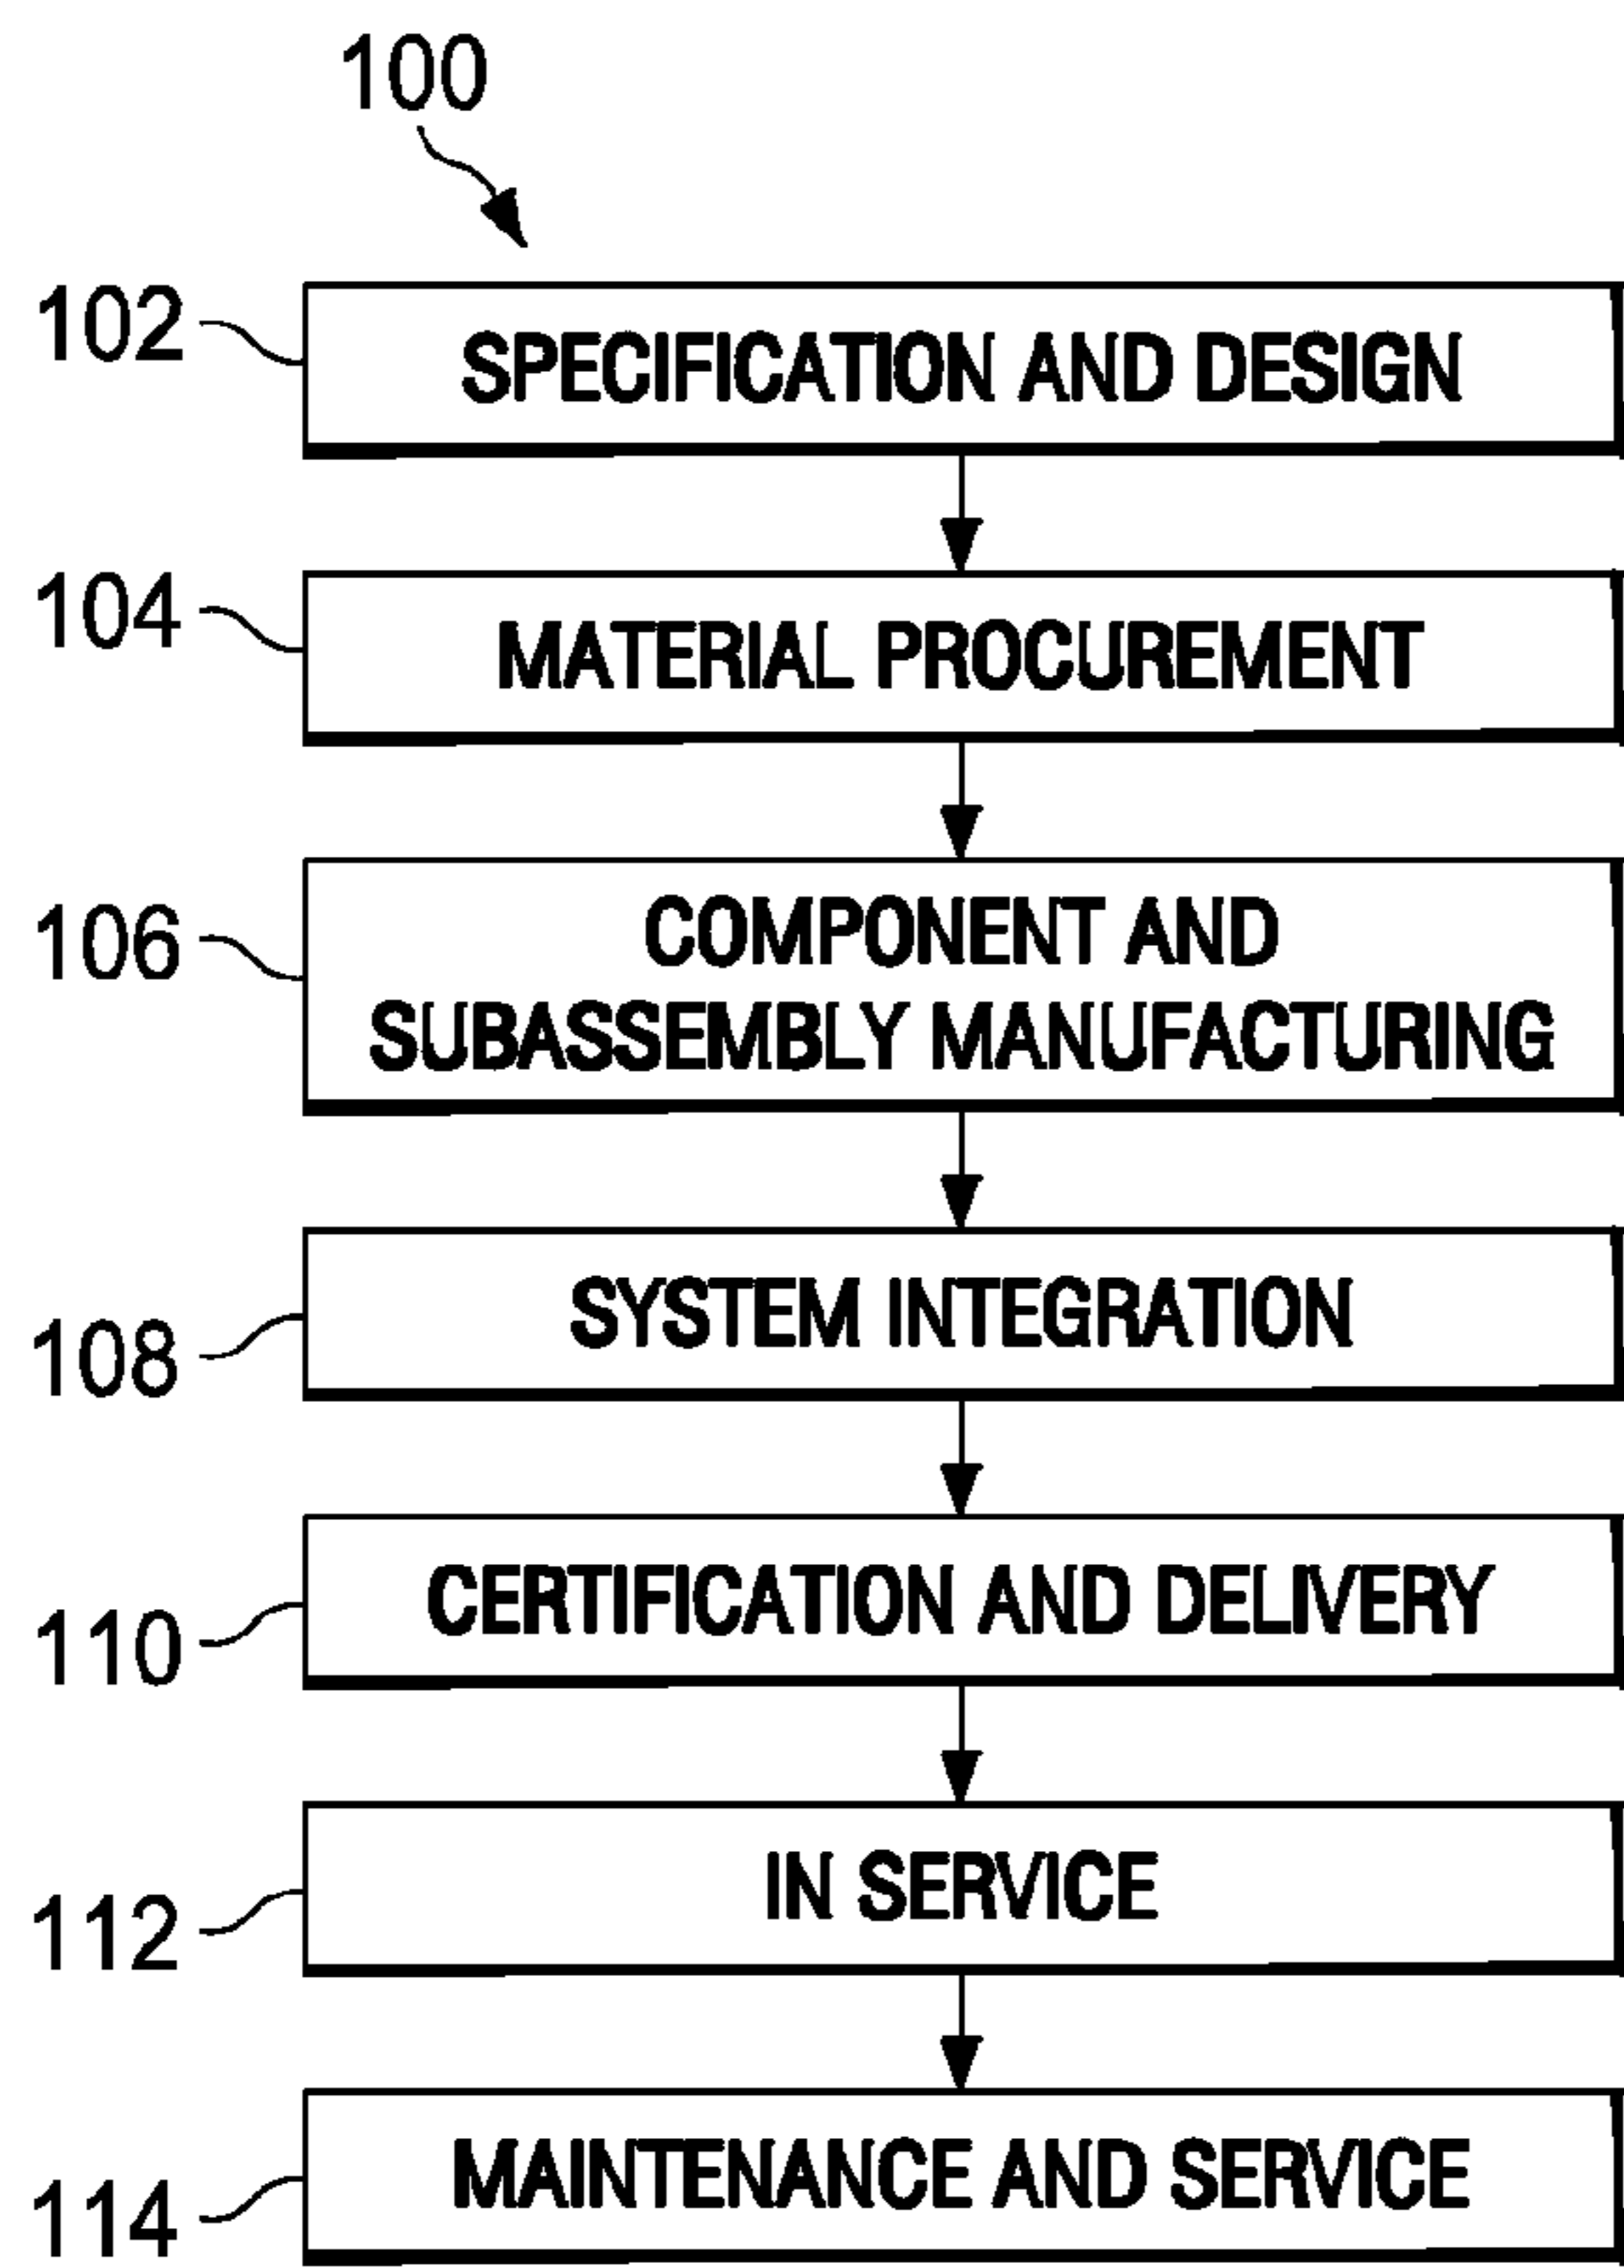 100
102
SPECIFICATION AND DESIGN
104
MATERIAL PROCUREMENT
106
COMPONENT AND
SUBASSEMBLY MANUFACTURING
108
SYSTEM INTEGRATION
110
CERTIFICATION AND DELIVERY
112
IN SERVICE
114
MAINTENANCE AND SERVICE